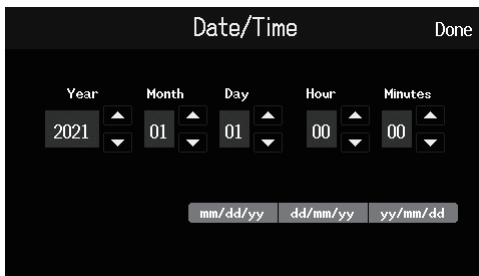 Date/Time Done
Year Month Day Hour Minutes
2021 01 01 00 00
mm/dd/yy dd/mm/yy yy/mm/dd